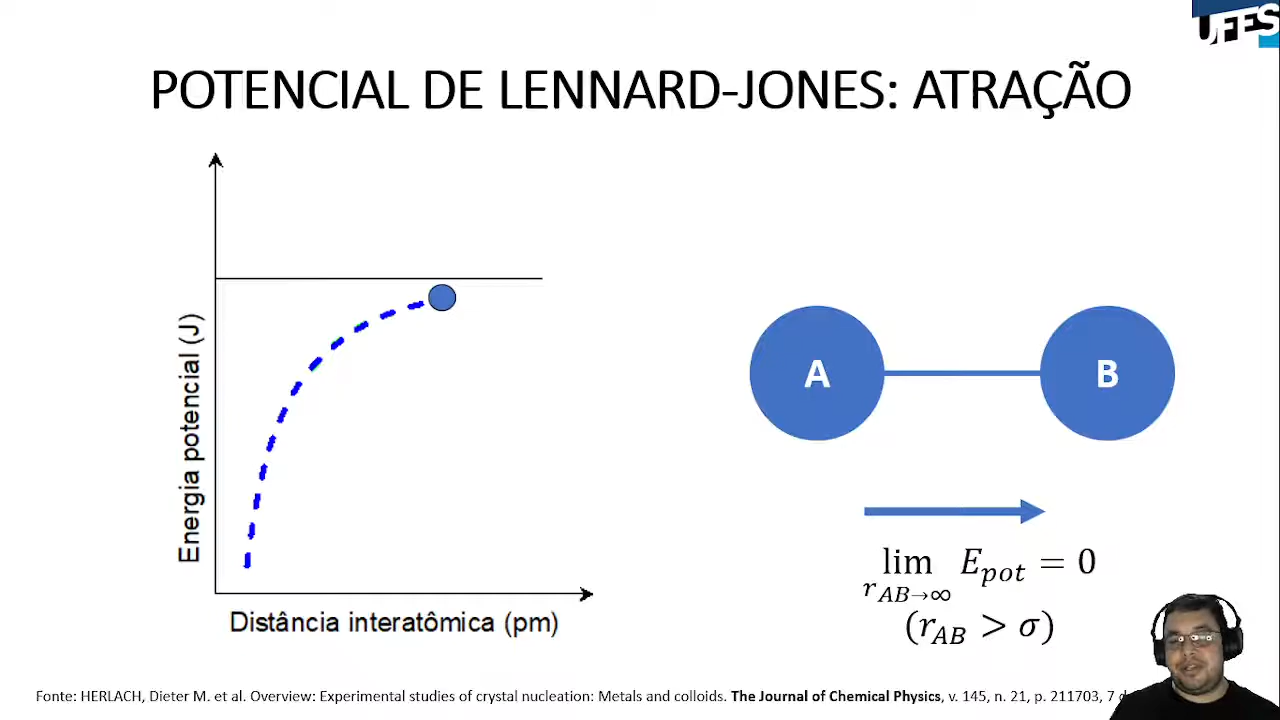 UFES
POTENCIAL DE LENNARD-JONES: ATRAÇÃO
Energia potencial (J)
Distância interatômica (pm)
A
B
lim E_pot = 0
r_AB→∞
(r_AB > σ)
Fonte: HERLACH, Dieter M. et al. Overview: Experimental studies of crystal nucleation: Metals and colloids. The Journal of Chemical Physics, v. 145, n. 21, p. 211703, 7